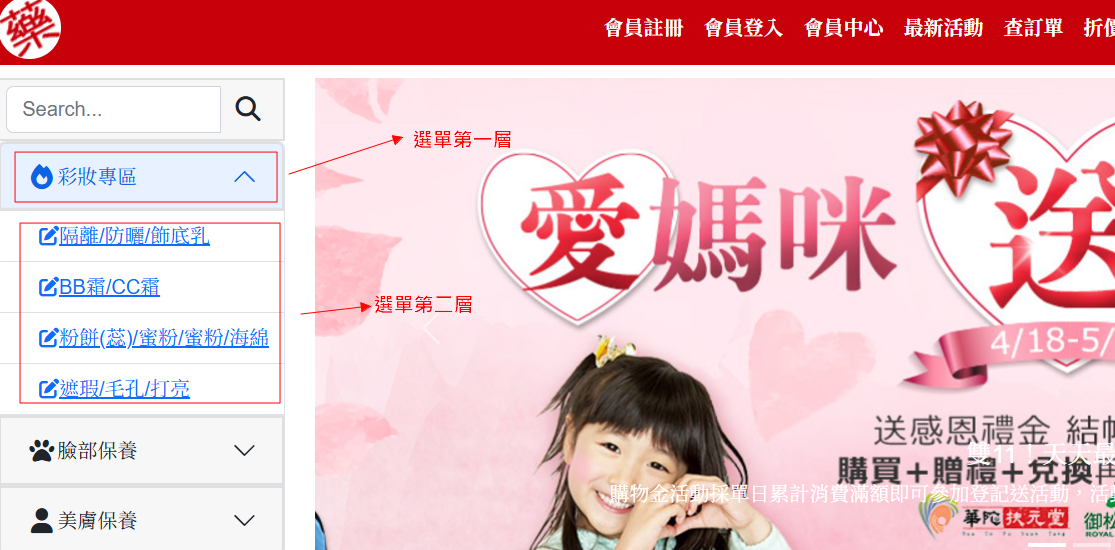 藥
會員註冊 會員登入 會員中心 最新活動 查訂單
Search...
選單第一層
彩妝專區
隔離/防曬/飾底乳
BB霜/CC霜
選單第二層
粉餅(蕊)/蜜粉/蜜粉/海綿
遮瑕/毛孔/打亮
臉部保養
美膚保養
愛媽咪 送
4/18-5/
送感恩禮金 結
購買+贈禮+兌換再
雙11！天天最
購物金活動採單日累計消費滿額即可參加登記送活動，活
華陀扶元堂
御松
ROYAL